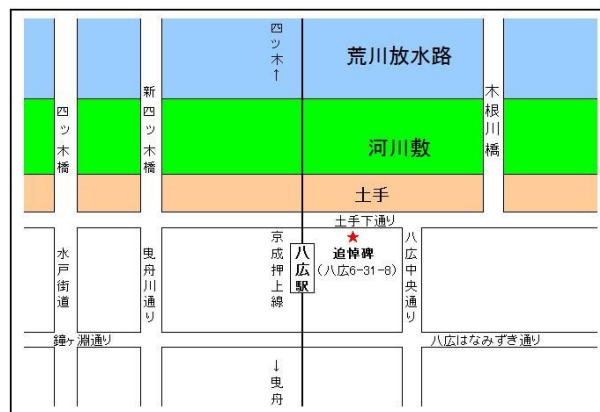 四ツ木↑
荒川放水路
四ツ木橋
新四ツ木橋
木根川橋
河川敷
土手
土手下通り
水戸街道
曳舟川通り
京成押上線
八広駅
★
追悼碑
(八広6-31-8)
八広中央通り
鐘ヶ淵通り
八広はなみずき通り
↓曳舟